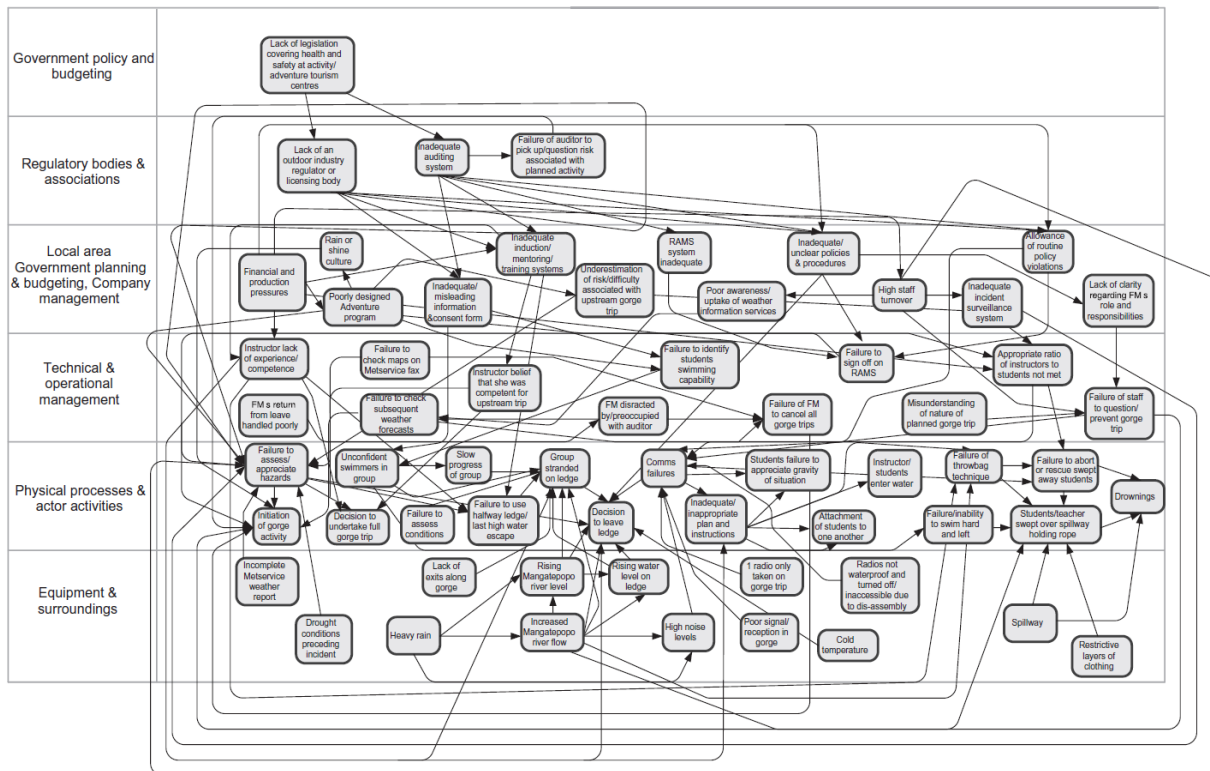 Government policy and
budgeting
Lack of legislation
covering health and
safety at activity/
adventure tourism
centres
Regulatory bodies &
associations
Lack of an
outdoor industry
regulator or
licensing body
Inadequate
auditing
system
Failure of auditor to
pick up/question risk
associated with
planned activity
Local area
Government planning
& budgeting, Company
management
Rain or
shine
culture
Financial and
production
pressures
Poorly designed
Adventure
program
Inadequate
induction/
mentoring/
training systems
Inadequate/
misleading
information
&consent form
Underestimation
of risk/difficulty
associated with
upstream gorge
trip
RAMS
system
inadequate
Poor awareness/
uptake of weather
information services
Inadequate/
unclear policies
& procedures
High staff
turnover
Inadequate
incident
surveillance
system
Allowance
of routine
policy
violations
Lack of clarity
regarding FM s
role and
responsibilities
Technical &
operational
management
Instructor lack
of experience/
competence
Failure to
check maps on
Metservice fax
Instructor belief
that she was
competent for
upstream trip
Failure to identify
students
swimming
capability
Failure to
sign off on
RAMS
Appropriate ratio
of instructors to
students not met
FM s return
from leave
handled poorly
Failure to check
subsequent
weather
forecasts
FM disracted
by/preoccupied
with auditor
Failure of FM
to cancel all
gorge trips
Misunderstanding
of nature of
planned gorge trip
Failure of staff
to question/
prevent gorge
trip
Physical processes &
actor activities
Failure to
assess/
appreciate
hazards
Unconfident
swimmers in
group
Slow
progress
of group
Group
stranded
on ledge
Comms
failures
Students failure to
appreciate gravity
of situation
Instructor/
students
enter water
Failure of
throwbag
technique
Failure to abort
or rescue swept
away students
Drownings
Initiation
of gorge
activity
Decision to
undertake full
gorge trip
Failure to
assess
conditions
Failure to use
halfway ledge/
last high water
escape
Decision
to leave
ledge
Inadequate/
inappropriate
plan and
instructions
Attachment
of students to
one another
Failure/inability
to swim hard
and left
Students/teacher
swept over spillway
holding rope
Equipment &
surroundings
Incomplete
Metservice
weather
report
Lack of
exits along
gorge
Rising
Mangatepopo
river level
Rising water
level on
ledge
1 radio only
taken on
gorge trip
Radios not
waterproof and
turned off/
inaccessible due
to dis-assembly
Drought
conditions
preceding
incident
Heavy rain
Increased
Mangatepopo
river flow
High noise
levels
Poor signal/
reception in
gorge
Cold
temperature
Spillway
Restrictive
layers of
clothing